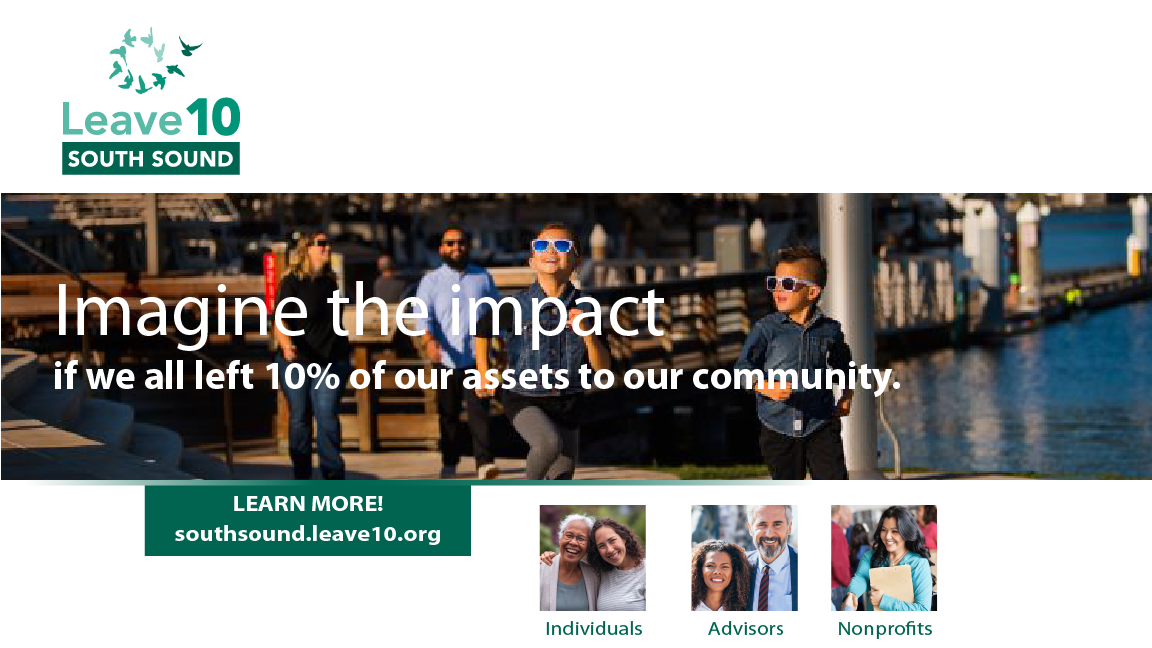 Leave10
SOUTH SOUND
Imagine the impact
if we all left 10% of our assets to our community.
LEARN MORE!
southsound.leave10.org
Individuals
Advisors
Nonprofits